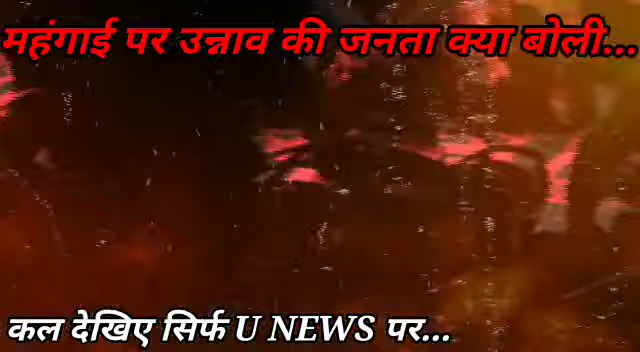 महंगाई पर उन्नाव की जनता क्या बोली...
कल देखिए सिर्फ U NEWS पर...